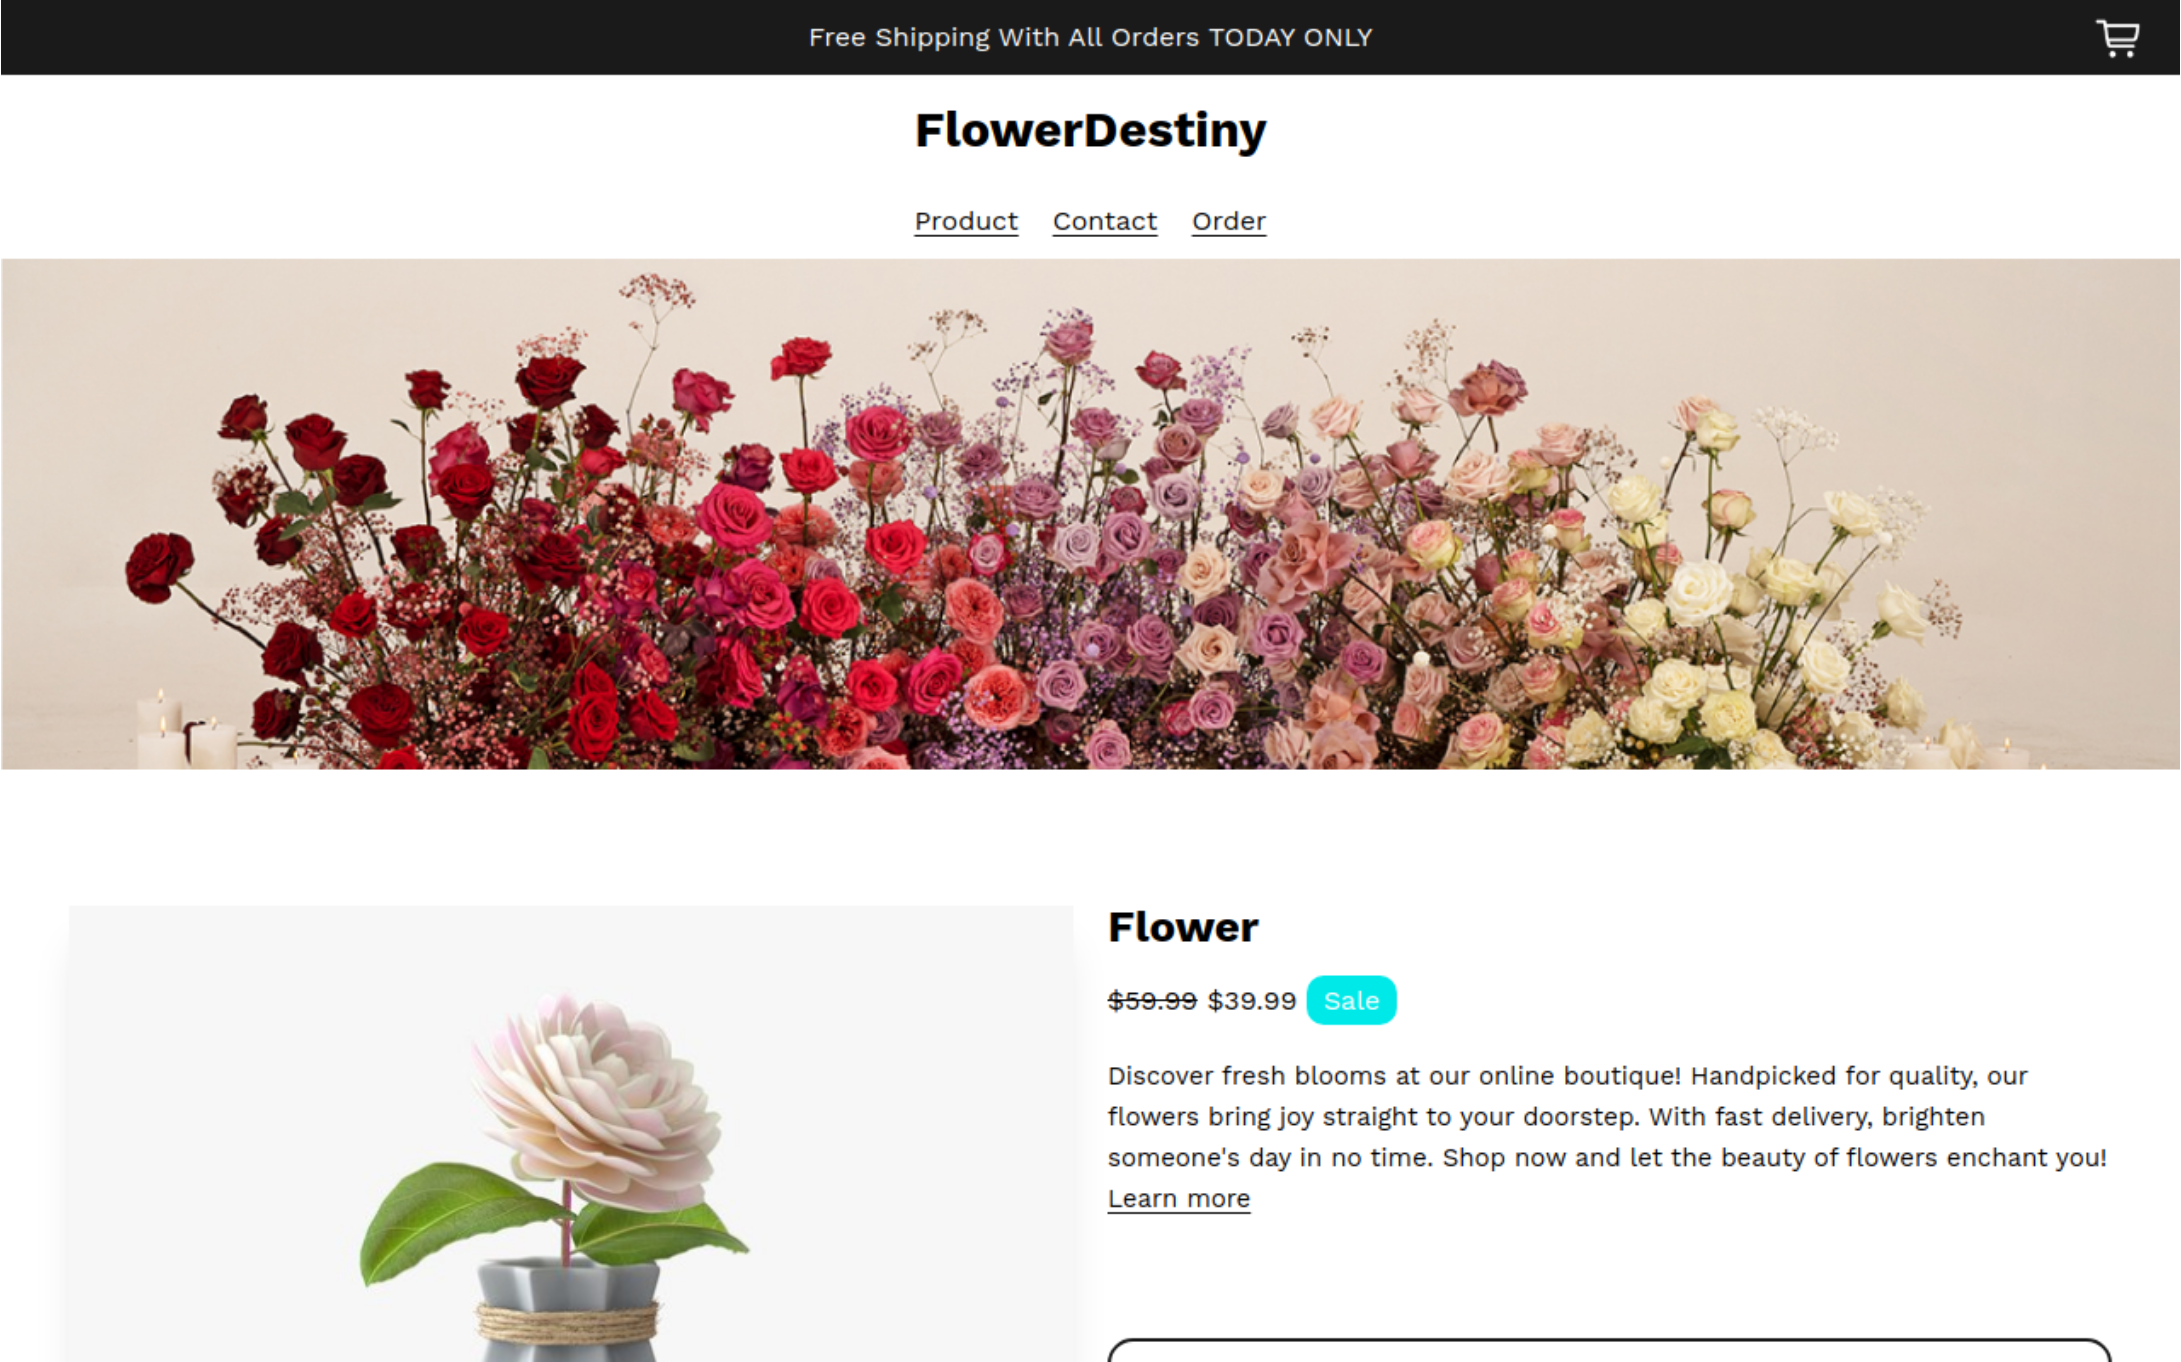 Free Shipping With All Orders TODAY ONLY
FlowerDestiny
Product Contact Order
Flower
$59.99 $39.99 Sale
Discover fresh blooms at our online boutique! Handpicked for quality, our
flowers bring joy straight to your doorstep. With fast delivery, brighten
someone's day in no time. Shop now and let the beauty of flowers enchant you!
Learn more